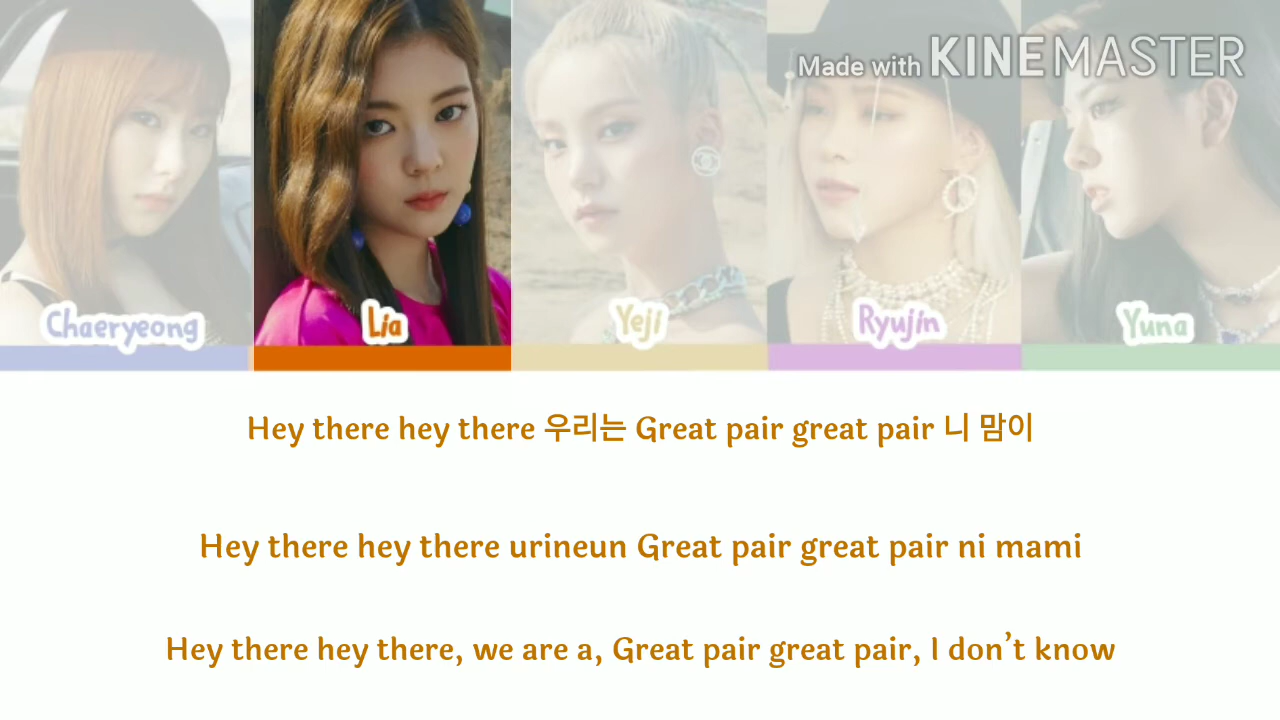 Made with KINEMASTER
Chaeryeong
Lia
Yeji
Ryujin
Yuna
Hey there hey there 우리는 Great pair great pair 니 맘이
Hey there hey there urineun Great pair great pair ni mami
Hey there hey there, we are a, Great pair great pair, I don't know